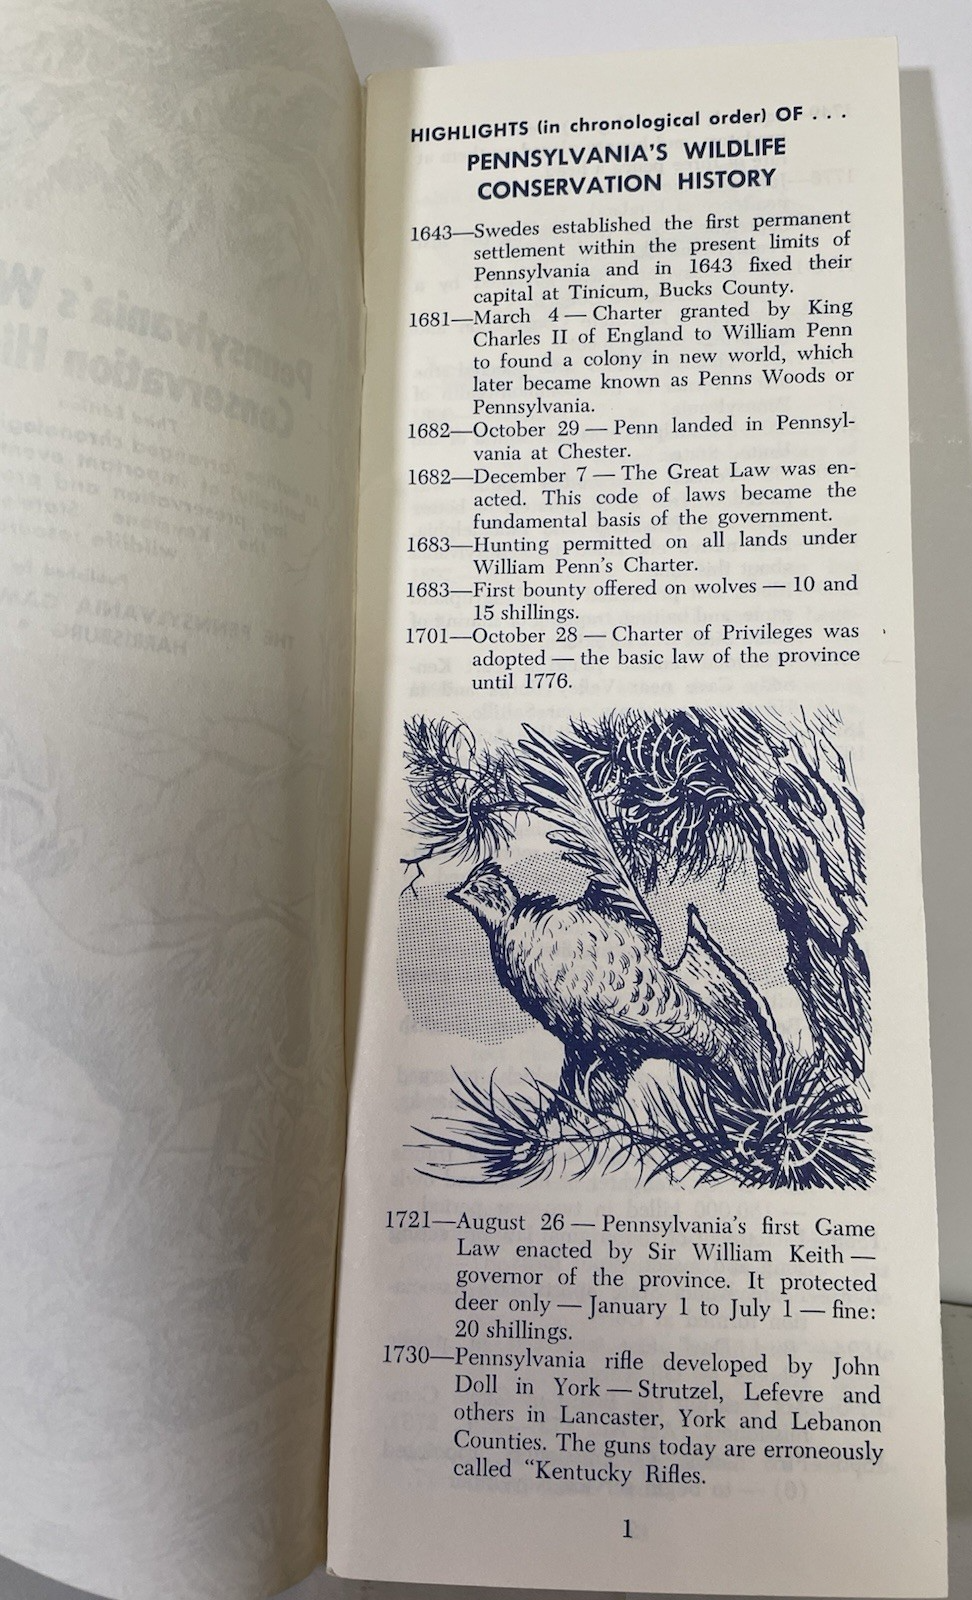 HIGHLIGHTS (in chronological order) OF . . .
PENNSYLVANIA'S WILDLIFE
CONSERVATION HISTORY
1643—Swedes established the first permanent
settlement within the present limits of
Pennsylvania and in 1643 fixed their
capital at Tinicum, Bucks County.
1681—March 4 — Charter granted by King
Charles II of England to William Penn
to found a colony in new world, which
later became known as Penns Woods or
Pennsylvania.
1682—October 29 — Penn landed in Pennsyl-
vania at Chester.
1682—December 7 — The Great Law was en-
acted. This code of laws became the
fundamental basis of the government.
1683—Hunting permitted on all lands under
William Penn's Charter.
1683—First bounty offered on wolves — 10 and
15 shillings.
1701—October 28 — Charter of Privileges was
adopted — the basic law of the province
until 1776.
1721—August 26 — Pennsylvania's first Game
Law enacted by Sir William Keith —
governor of the province. It protected
deer only — January 1 to July 1 — fine:
20 shillings.
1730—Pennsylvania rifle developed by John
Doll in York — Strutzel, Lefevre and
others in Lancaster, York and Lebanon
Counties. The guns today are erroneously
called "Kentucky Rifles.
1